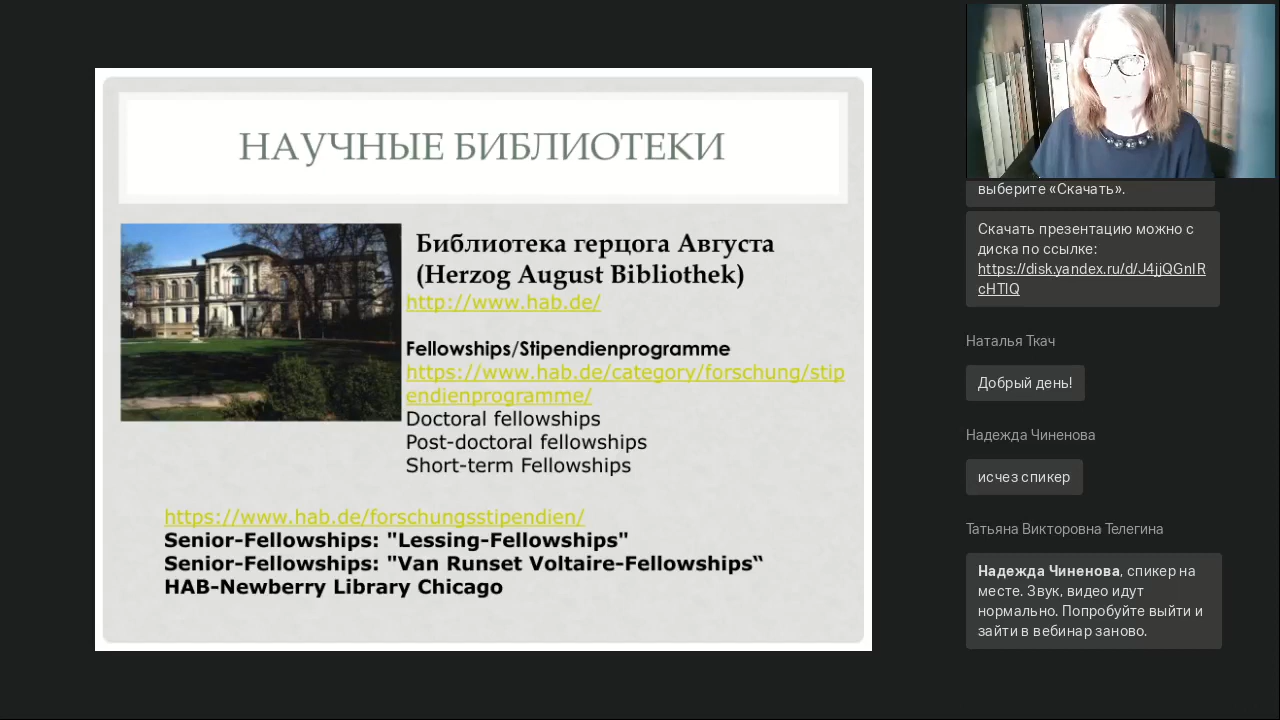 НАУЧНЫЕ БИБЛИОТЕКИ
Библиотека герцога Августа
(Herzog August Bibliothek)
http://www.hab.de/
Fellowships/Stipendienprogramme
https://www.hab.de/category/forschung/stip
endienprogramme/
Doctoral fellowships
Post-doctoral fellowships
Short-term Fellowships
https://www.hab.de/forschungsstipendien/
Senior-Fellowships: "Lessing-Fellowships"
Senior-Fellowships: "Van Runset Voltaire-Fellowships“
HAB-Newberry Library Chicago
выберите «Скачать».
Скачать презентацию можно с
диска по ссылке:
https://disk.yandex.ru/d/J4jjQGnIR
cHTlQ
Наталья Ткач
Добрый день!
Надежда Чиненова
исчез спикер
Татьяна Викторовна Телегина
Надежда Чиненова, спикер на
месте. Звук, видео идут
нормально. Попробуйте выйти и
зайти в вебинар заново.